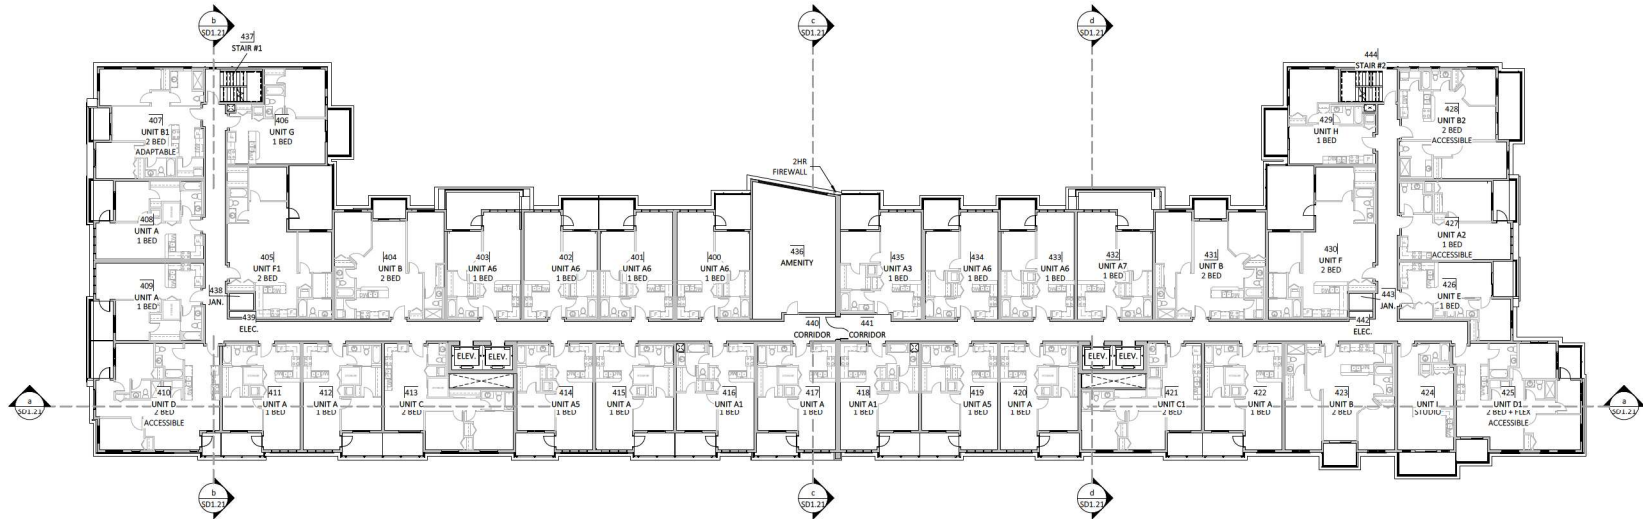 b
SD1.21
c
SD1.21
d
SD1.21
437
STAIR #1
444
STAIR #2
407
UNIT B1
2 BED
ADAPTABLE
406
UNIT G
1 BED
429
UNIT H
1 BED
428
UNIT B2
2 BED
ACCESSIBLE
2HR
FIREWALL
408
UNIT A
1 BED
405
UNIT F1
2 BED
404
UNIT B
2 BED
403
UNIT A6
1 BED
402
UNIT A6
1 BED
401
UNIT A6
1 BED
400
UNIT A6
1 BED
436
AMENITY
435
UNIT A3
1 BED
434
UNIT A6
1 BED
433
UNIT A6
1 BED
432
UNIT A7
1 BED
431
UNIT B
2 BED
430
UNIT F
2 BED
427
UNIT A2
1 BED
ACCESSIBLE
409
UNIT A
1 BED
438
JAN.
439
ELEC.
440
CORRIDOR
441
CORRIDOR
426
UNIT E
1 BED
443
JAN.
442
ELEC.
ELEV.
ELEV.
ELEV.
ELEV.
a
SD1.21
410
UNIT D
2 BED
ACCESSIBLE
411
UNIT A
1 BED
412
UNIT A
1 BED
413
UNIT C
2 BED
414
UNIT A5
1 BED
415
UNIT A
1 BED
416
UNIT A1
1 BED
417
UNIT A
1 BED
418
UNIT A1
1 BED
419
UNIT A5
1 BED
420
UNIT A
1 BED
421
UNIT C1
2 BED
422
UNIT A
1 BED
423
UNIT B
2 BED
424
UNIT I
STUDIO
425
UNIT D1
2 BED + FLEX
ACCESSIBLE
a
SD1.21
b
SD1.21
c
SD1.21
d
SD1.21